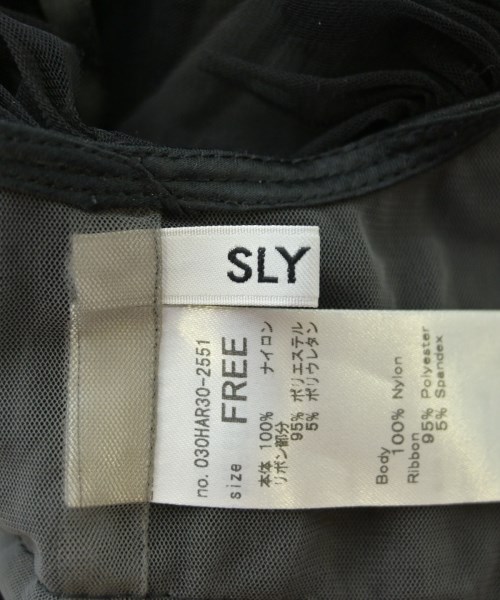 SLY
no. 030HAR30-2551
size FREE
本体 100% ナイロン
リボン部分
95% ポリエステル
5% ポリウレタン
Body
100% Nylon
Ribbon
95% Polyester
5% Spandex